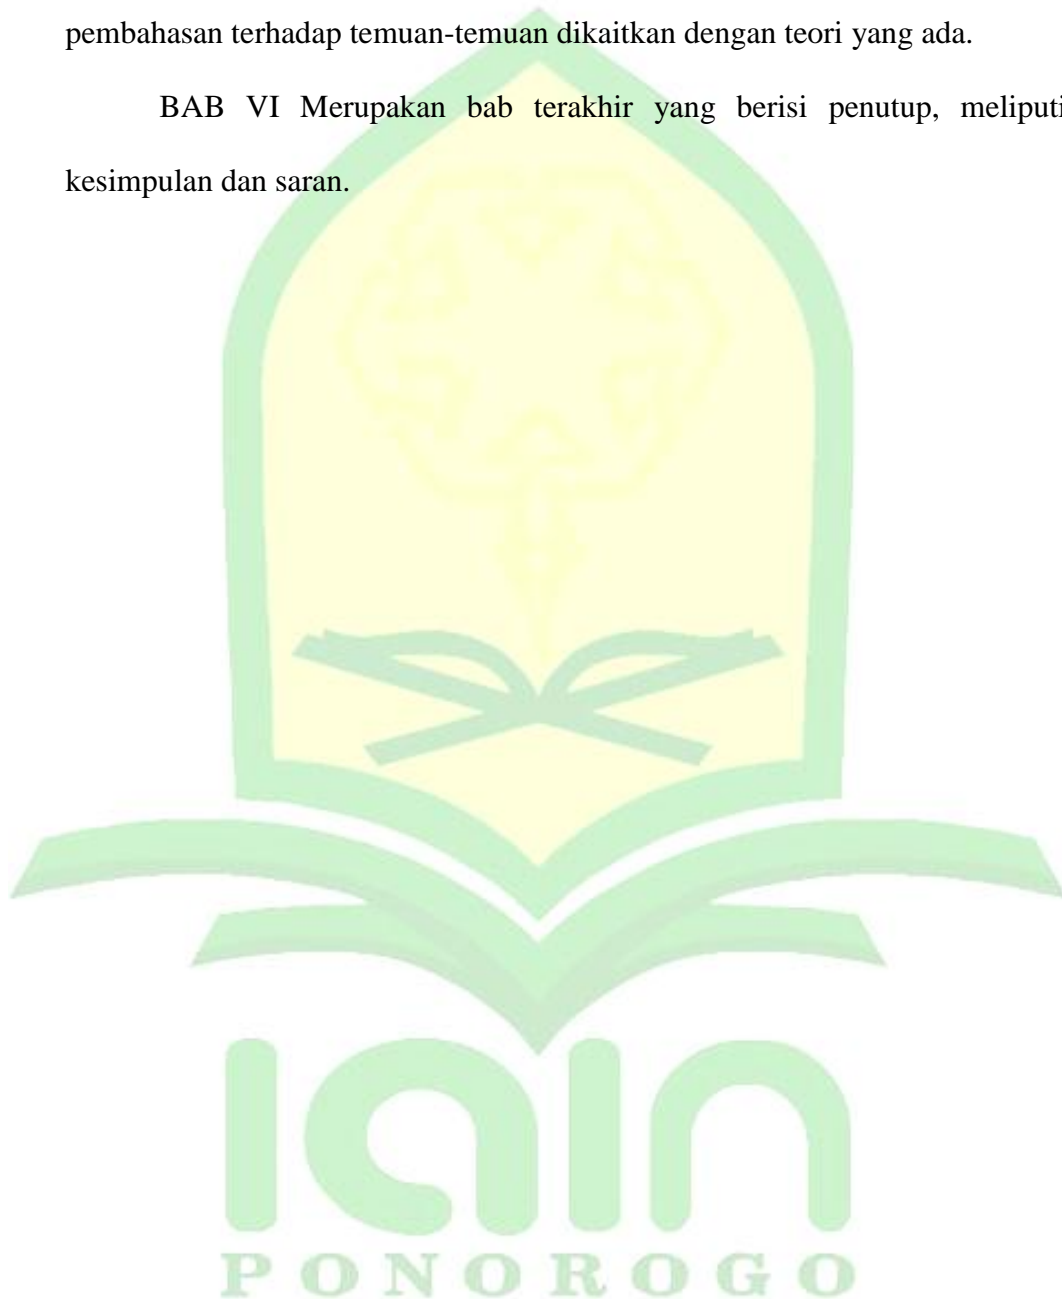 pembahasan terhadap temuan-temuan dikaitkan dengan teori yang ada.
BAB VI Merupakan bab terakhir yang berisi penutup, meliputi
kesimpulan dan saran.
iain
PONOROGO